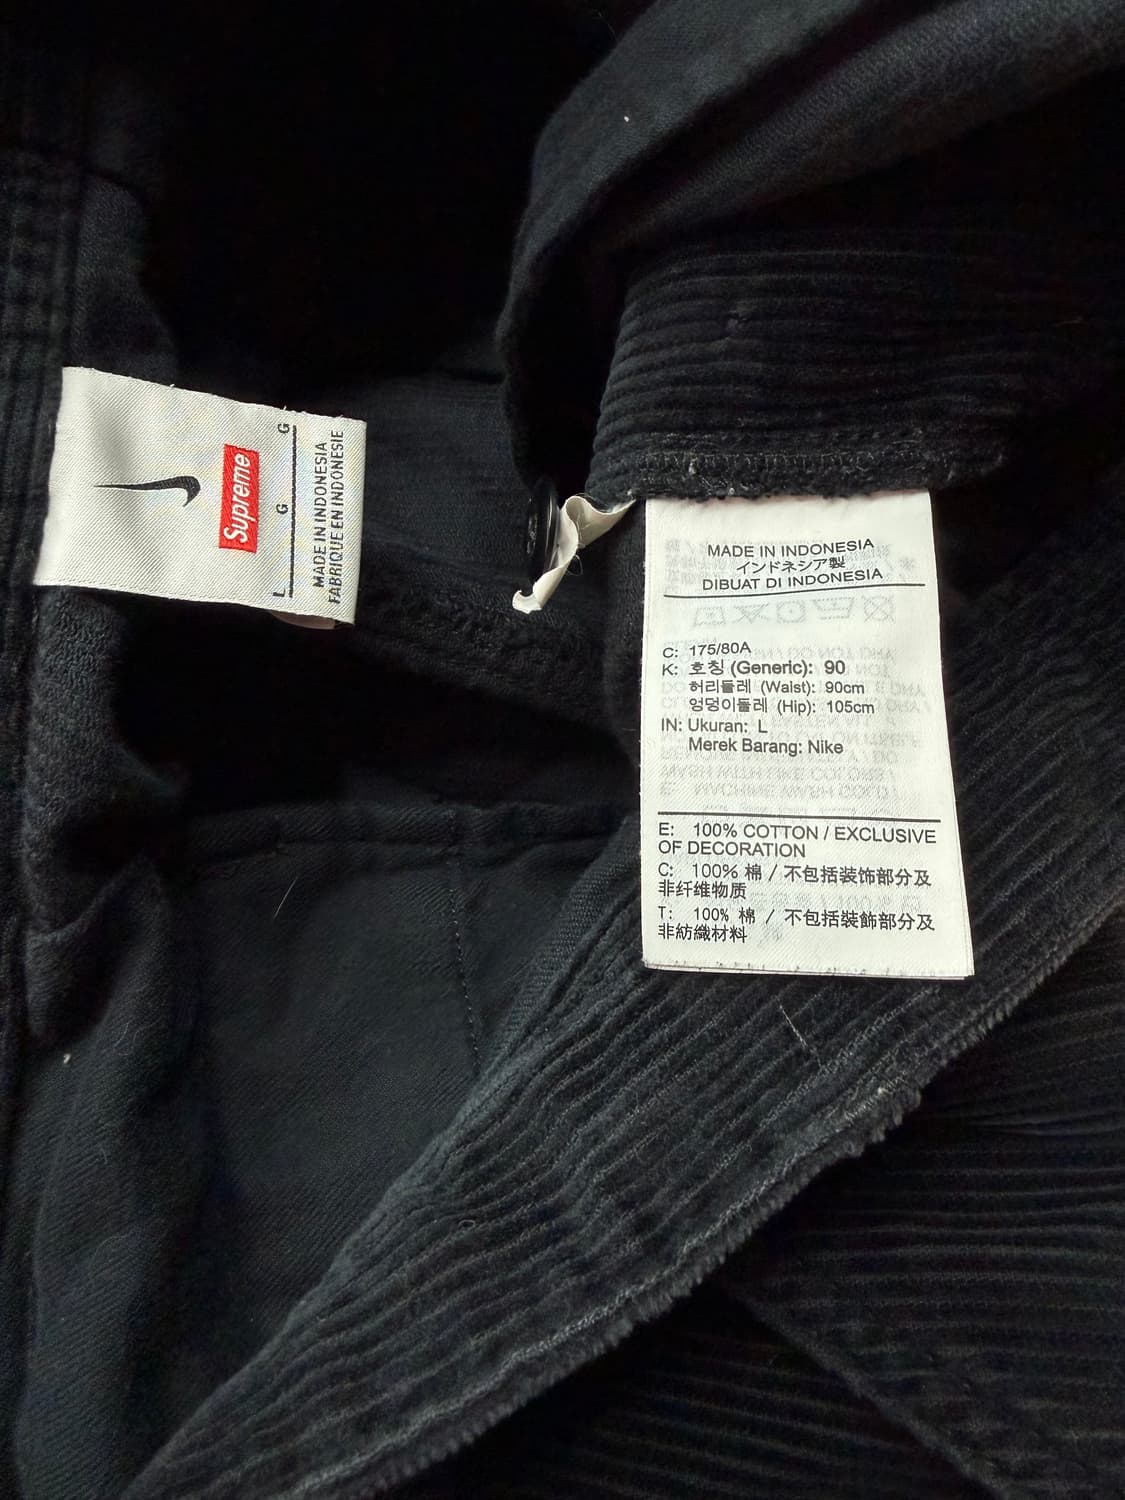 Supreme
L G G
MADE IN INDONESIA
FABRIQUE EN INDONESIE
MADE IN INDONESIA
インドネシア製
DIBUAT DI INDONESIA
C: 175/80A
K: 호칭 (Generic): 90
허리둘레 (Waist): 90cm
엉덩이둘레 (Hip): 105cm
IN: Ukuran: L
Merek Barang: Nike
E: 100% COTTON / EXCLUSIVE
OF DECORATION
C: 100% 棉 / 不包括装饰部分及
非纤维物质
T: 100% 棉 / 不包括裝飾部分及
非紡織材料